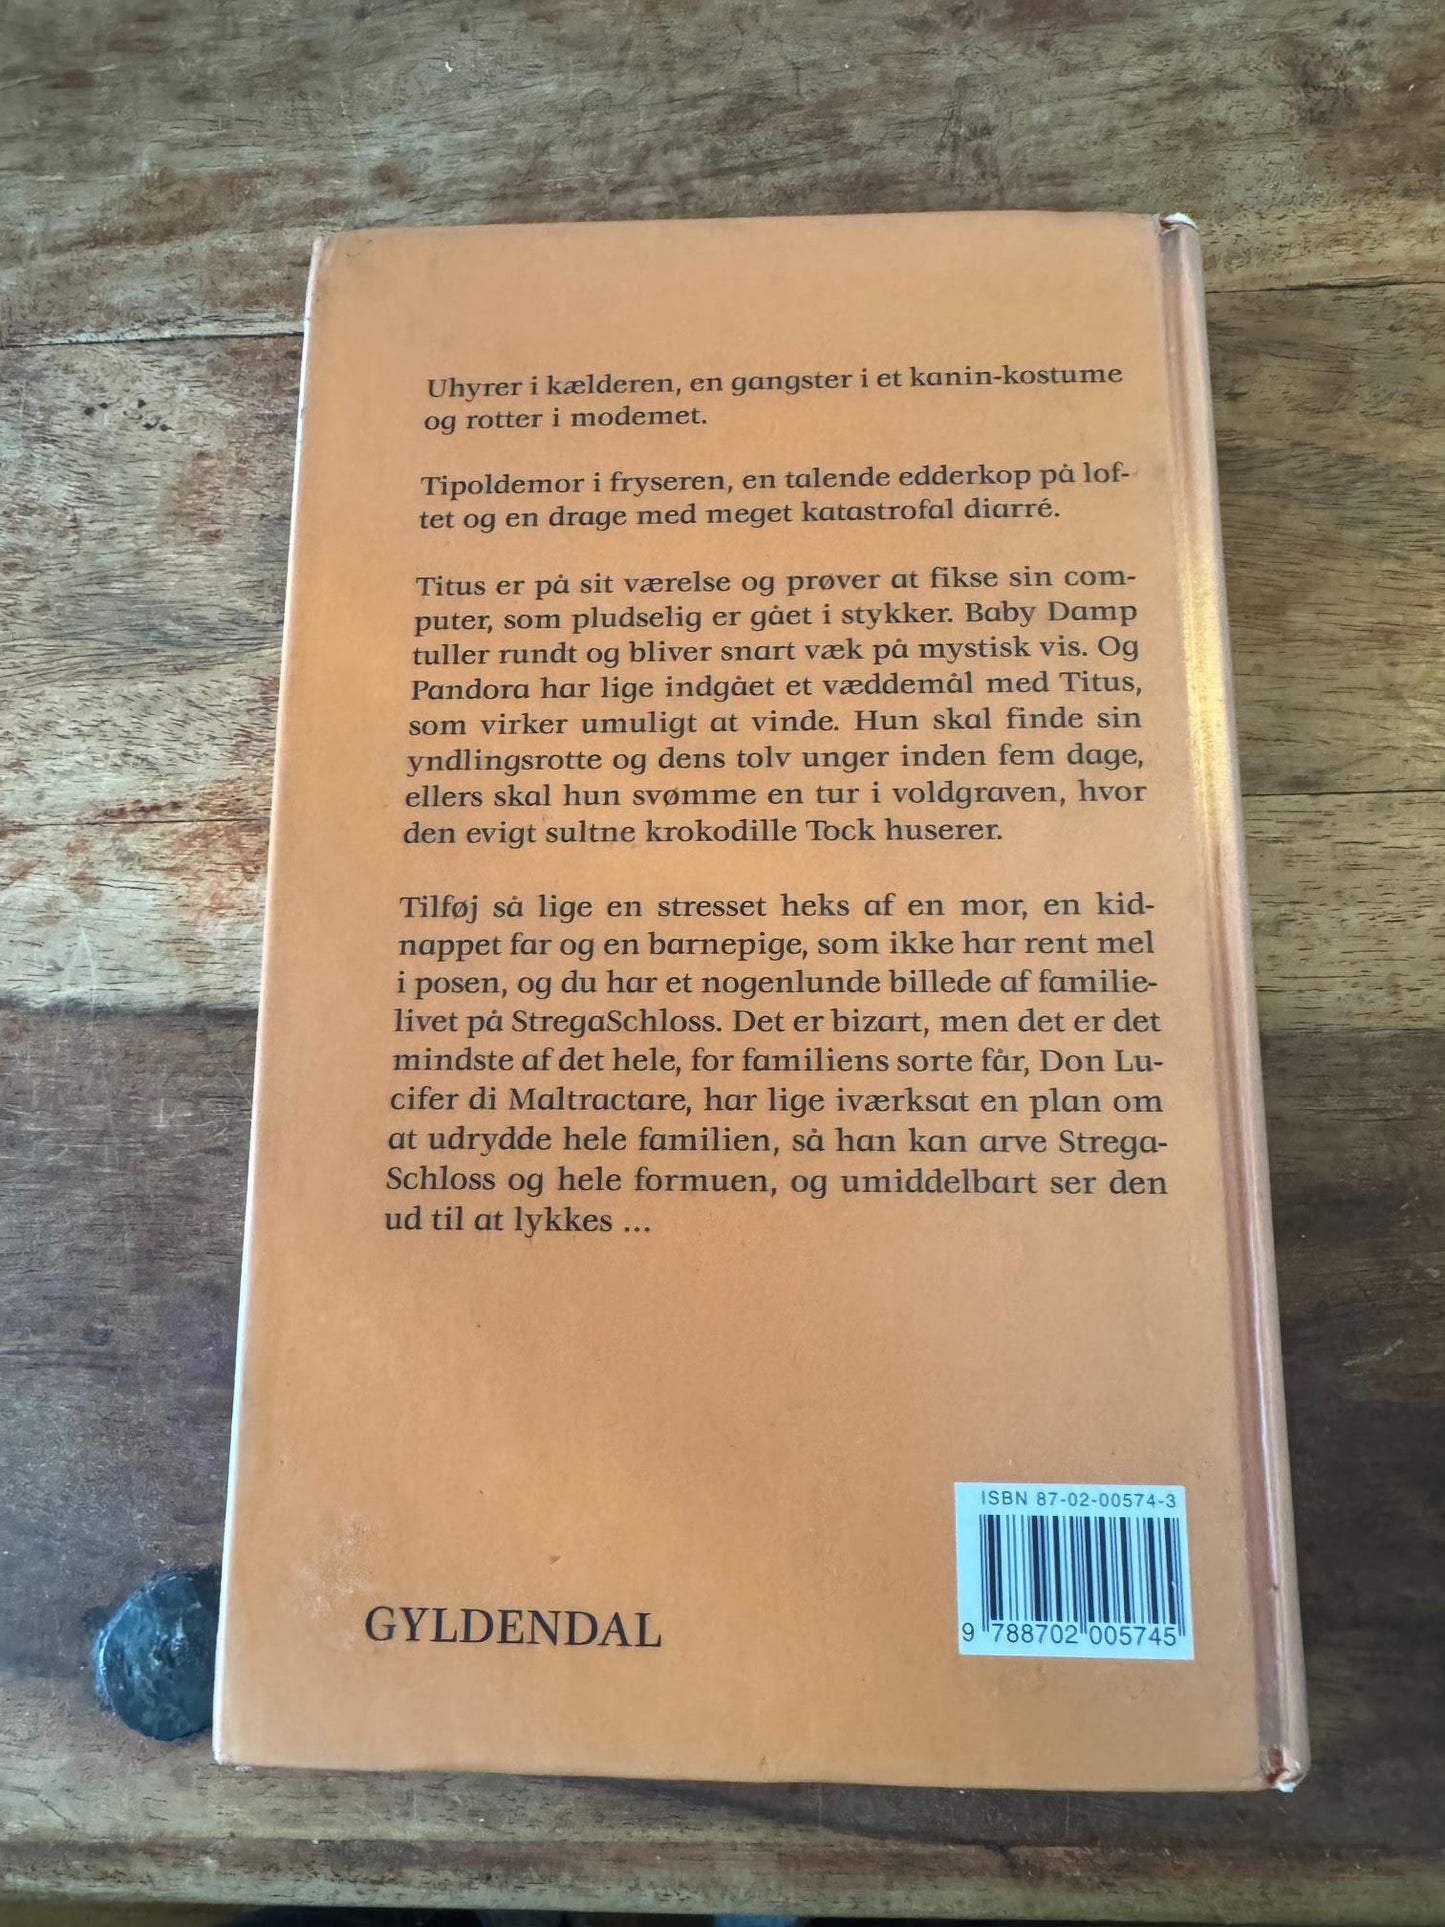 Uhyrer i kælderen, en gangster i et kanin-kostume
og rotter i modemet.
Tipoldemor i fryseren, en talende edderkop på lof-
tet og en drage med meget katastrofal diarré.
Titus er på sit værelse og prøver at fikse sin com-
puter, som pludselig er gået i stykker. Baby Damp
tuller rundt og bliver snart væk på mystisk vis. Og
Pandora har lige indgået et væddemål med Titus,
som virker umuligt at vinde. Hun skal finde sin
yndlingsrotte og dens tolv unger inden fem dage,
ellers skal hun svømme en tur i voldgraven, hvor
den evigt sultne krokodille Tock huserer.
Tilføj så lige en stresset heks af en mor, en kid-
nappet far og en barnepige, som ikke har rent mel
i posen, og du har et nogenlunde billede af familie-
livet på StregaSchloss. Det er bizart, men det er det
mindste af det hele, for familiens sorte får, Don Lu-
cifer di Maltractare, har lige iværksat en plan om
at udrydde hele familien, så han kan arve Strega-
Schloss og hele formuen, og umiddelbart ser den
ud til at lykkes ...
ISBN 87-02-00574-3
9 788702 005745
GYLDENDAL